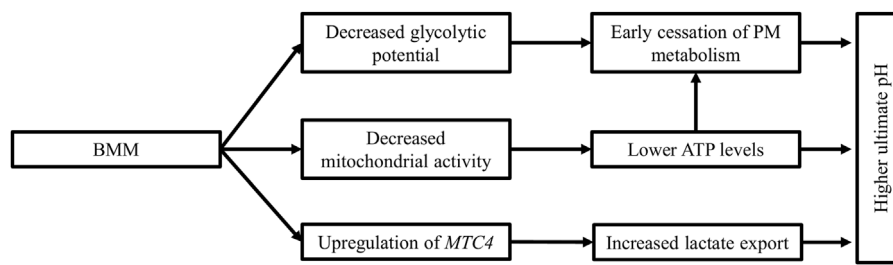 Decreased glycolytic
potential
Early cessation of PM
metabolism
BMM
Decreased
mitochondrial activity
Lower ATP levels
Higher ultimate pH
Upregulation of MTC4
Increased lactate export